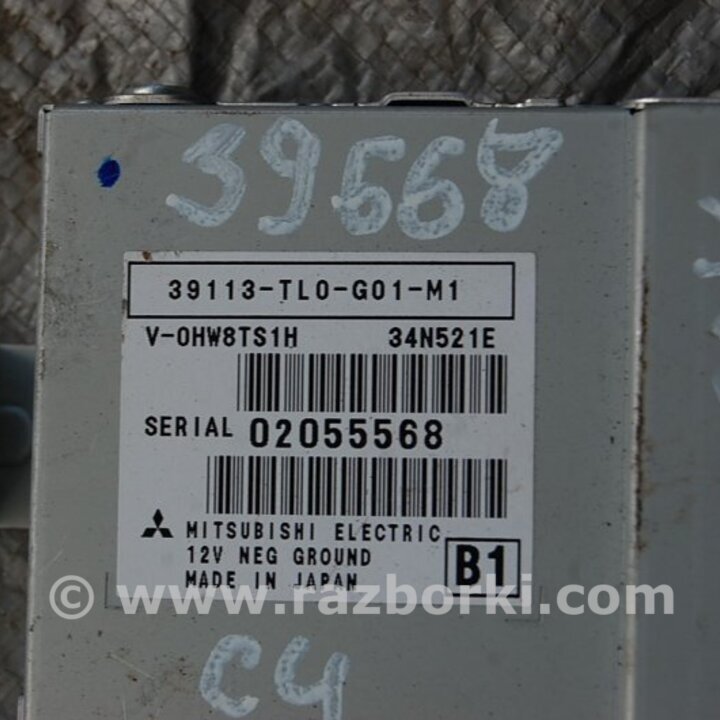 39668
39113-TL0-G01-M1
V-0HW8TS1H 34N521E
SERIAL 02055568
MITSUBISHI ELECTRIC
12V NEG GROUND
MADE IN JAPAN
B1
© www.razborki.com
C4